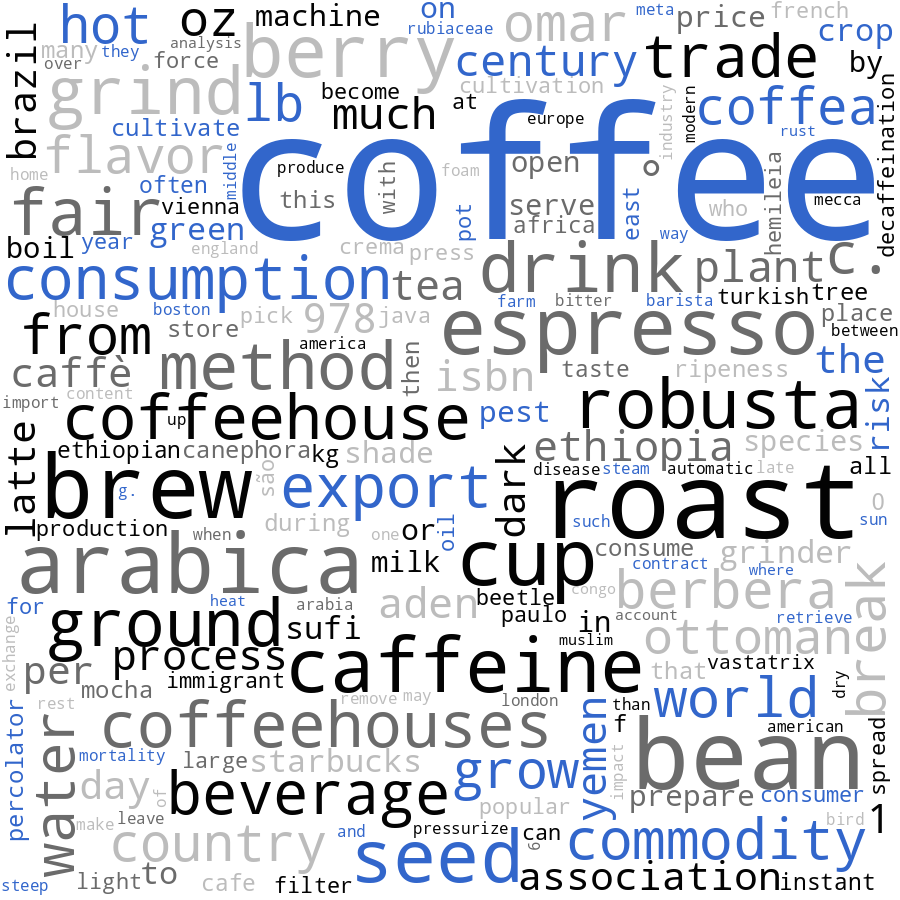 hot
oz
machine
on
meta
price
french
many
they
analysis
berry
omar
rubiaceae
crop
over
force
century
trade
by
brazil
grind
lb
become
much
cultivation
coffea
at
cultivate
europe
industry
modern
rust
decaffeination
flavor
middle
coffee
open
o
home
often
produce
with
foam
hemileia
fair
vienna
this
serve
east
who
mecca
green
pot
africa
way
boil
year
england
crema
press
drink
plant
c.
consumption
tea
house
boston
pick
978
java
farm
bitter
barista
turkish
tree
from
store
espresso
place
between
method
america
then
the
caffè
isbn
taste
ripeness
import
content
coffeehouse
up
pest
robusta
risk
latte
ethiopian
canephora
kg
shade
ethiopia
species
brew
são
export
dark
disease
steam
automatic
late
all
g.
roast
0
production
when
during
one
or
oil
such
sun
arabica
milk
cup
consume
grinder
contract
where
for
heat
arabia
aden
beetle
congo
berbera
break
exchange
ground
sufi
paulo
in
account
retrieve
process
muslim
ottoman
per
caffeine
that
vastatrix
mocha
immigrant
rest
remove
may
london
than
world
dry
percolator
water
coffeehouses
yemen
f
american
bean
spread
mortality
large
starbucks
grow
impact
day
of
beverage
popular
prepare
consumer
1
make
leave
country
and
pressurize
can
6
commodity
bird
seed
steep
light
to
cafe
filter
association
instant